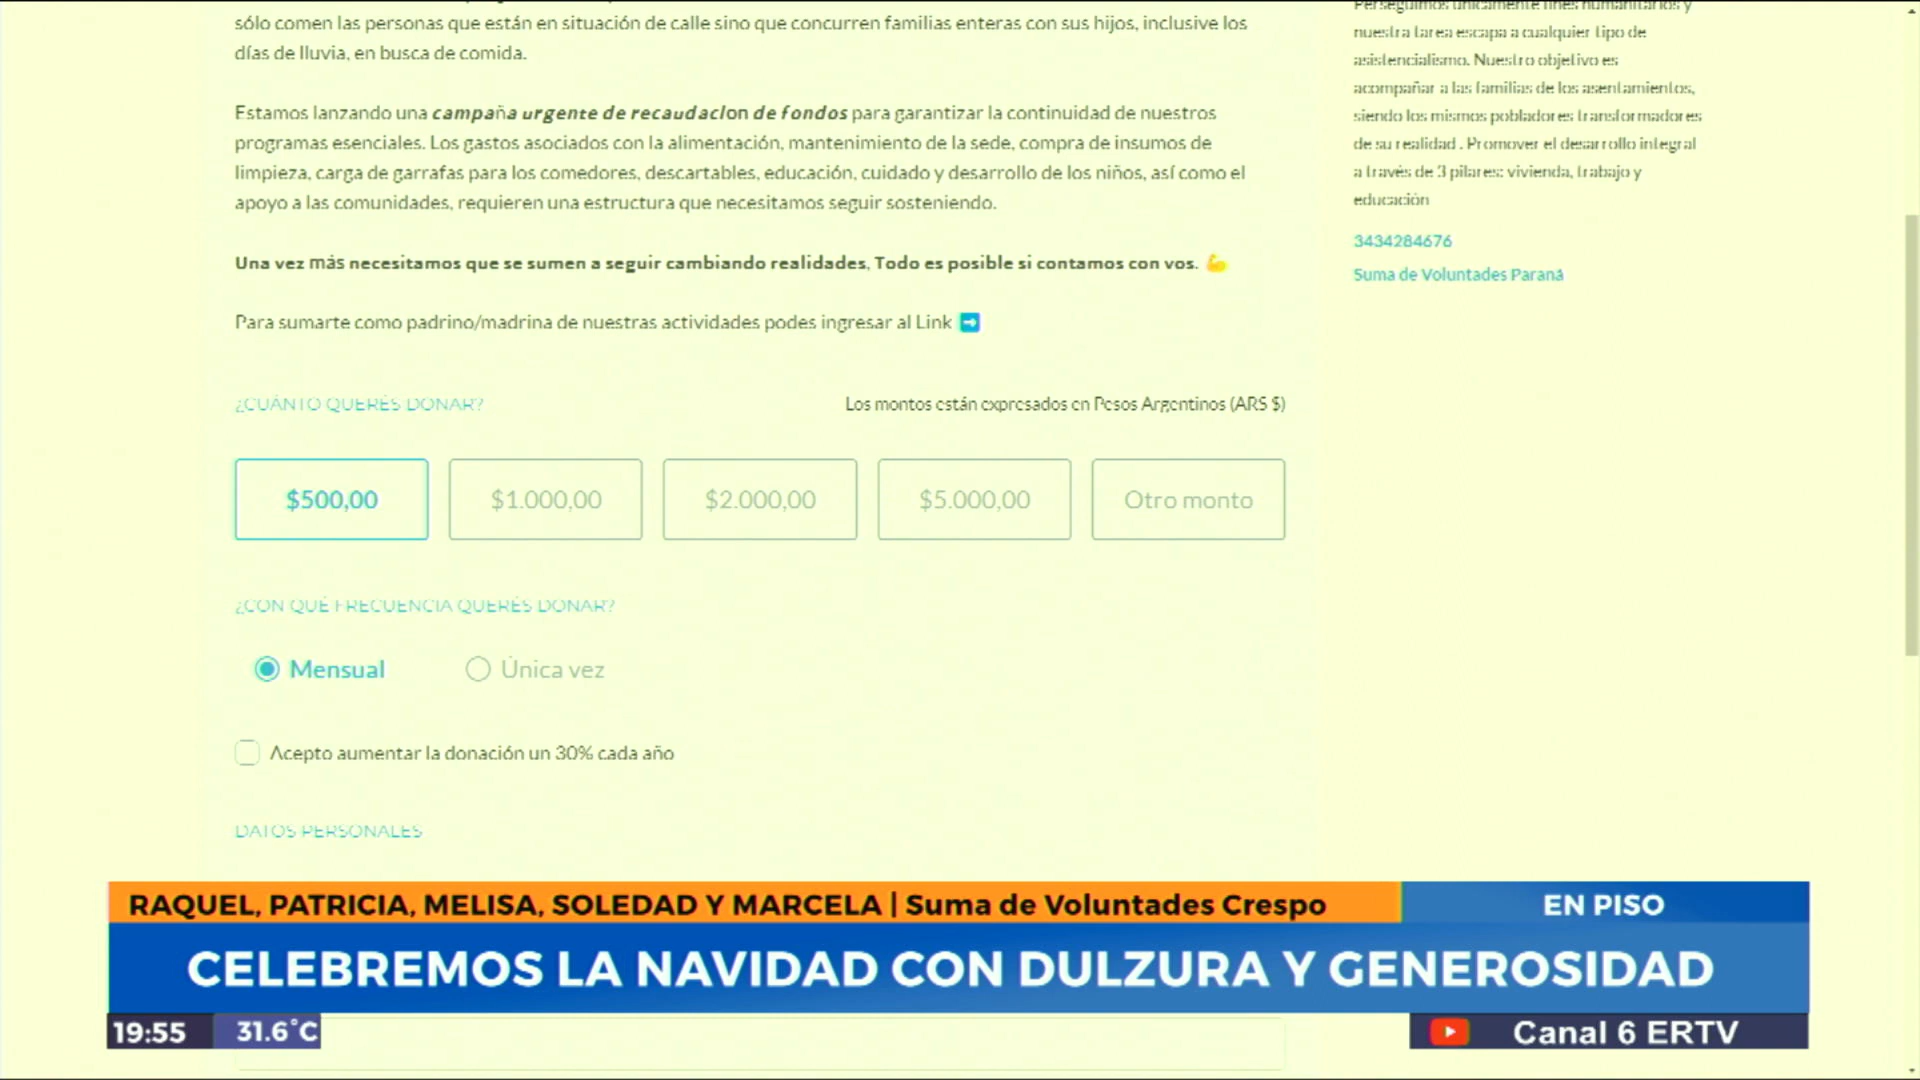 sólo comen las personas que están en situación de calle sino que concurren familias enteras con sus hijos, inclusive los
días de lluvia, en busca de comida.
Estamos lanzando una campaña urgente de recaudacIon de fondos para garantizar la continuidad de nuestros
programas esenciales. Los gastos asociados con la alimentación, mantenimiento de la sede, compra de insumos de
limpieza, carga de garrafas para los comedores, descartables, educación, cuidado y desarrollo de los niños, así como el
apoyo a las comunidades, requieren una estructura que necesitamos seguir sosteniendo.
Una vez más necesitamos que se sumen a seguir cambiando realidades. Todo es posible si contamos con vos. 💪
Para sumarte como padrino/madrina de nuestras actividades podes ingresar al Link ➡️
¿CUÁNTO QUERÉS DONAR?
Los montos están expresados en Pesos Argentinos (ARS $)
$500,00
$1.000,00
$2.000,00
$5.000,00
Otro monto
¿CON QUÉ FRECUENCIA QUERÉS DONAR?
Mensual
Única vez
Acepto aumentar la donación un 30% cada año
DATOS PERSONALES
Perseguimos únicamente fines humanitarios y
nuestra tarea escapa a cualquier tipo de
asistencialismo. Nuestro objetivo es
acompañar a las familias de los asentamientos,
siendo los mismos pobladores transformadores
de su realidad . Promover el desarrollo integral
a través de 3 pilares: vivienda, trabajo y
educación
3434284676
Suma de Voluntades Paraná
RAQUEL, PATRICIA, MELISA, SOLEDAD Y MARCELA | Suma de Voluntades Crespo
EN PISO
CELEBREMOS LA NAVIDAD CON DULZURA Y GENEROSIDAD
19:55
31.6°C
Canal 6 ERTV